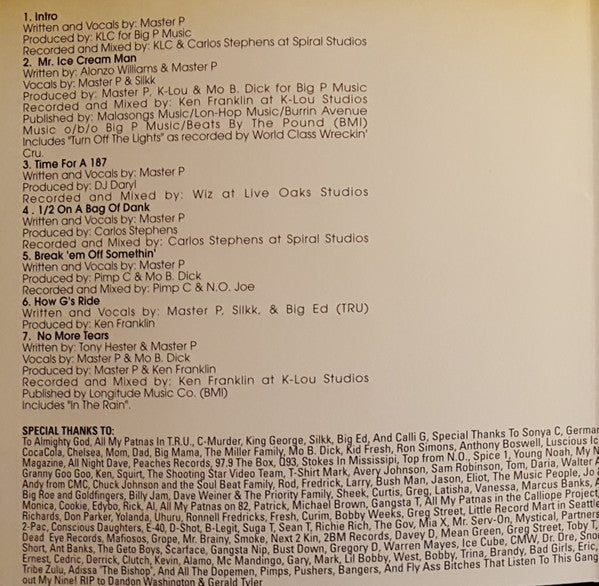 1. Intro
Written and Vocals by: Master P
Produced by: KLC for Big P Music
Recorded and Mixed by: KLC & Carlos Stephens at Spiral Studios
2. Mr. Ice Cream Man
Written by: Alonzo Williams & Master P
Vocals by: Master P & Silkk
Produced by: Master P, K-Lou & Mo B. Dick for Big P Music
Recorded and Mixed by: Ken Franklin at K-Lou Studios
Published by: Malasongs Music/Lon-Hop Music/Burrin Avenue
Music o/b/o Big P Music/Beats By The Pound (BMI)
Includes "Turn Off The Lights" as recorded by World Class Wreckin'
Cru.
3. Time For A 187
Written and Vocals by: Master P
Produced by: DJ Daryl
Recorded and Mixed by: Wiz at Live Oaks Studios
4 . 1/2 On A Bag Of Dank
Written and Vocals by: Master P
Produced by: Carlos Stephens
Recorded and Mixed by: Carlos Stephens at Spiral Studios
5. Break 'em Off Somethin'
Written and Vocals by: Master P
Produced by: Pimp C & Mo B. Dick
Recorded and Mixed by: Pimp C & N.O. Joe
6. How G's Ride
Written and Vocals by: Master P, Silkk, & Big Ed (TRU)
Produced by: Ken Franklin
7. No More Tears
Written by: Tony Hester & Master P
Vocals by: Master P & Mo B. Dick
Produced by: Master P & Ken Franklin
Recorded and Mixed by: Ken Franklin at K-Lou Studios
Published by Longitude Music Co. (BMI)
Includes "In The Rain".
SPECIAL THANKS TO:
To Almighty God, All My Patnas In T.R.U., C-Murder, King George, Silkk, Big Ed, And Calli G, Special Thanks To Sonya C, German
CocaCola, Chelsea, Mom, Dad, Big Mama, The Miller Family, Mo B. Dick, Kid Fresh, Ron Simons, Anthony Boswell, Luscious Ice
Magazine, All Night Dave, Peaches Records, 97.9 The Box, Q93, Stokes In Mississippi, Top from N.O., Spice 1, Young Noah, My N
Granny Goo Goo, Ken, Squirt, The Shooting Star Video Team, T-Shirt Mark, Avery Johnson, Sam Robinson, Tom, Daria, Walter A
Andy from CMC, Chuck Johnson and the Soul Beat Family, Rod, Fredrick, Larry, Bush Man, Jason, Eliot, The Music People, Jo
Big Roe and Goldfingers, Billy Jam, Dave Weiner & The Priority Family, Sheek, Curtis, Greg, Latisha, Vanessa, Marcus Banks, A
Monica, Cookie, Edybo, Rick, Al, All My Patnas on 82, Patrick, Michael Brown, Gangsta T, All My Patnas in the Calliope Project,
Richards, Don Parker, Yolanda, Uhuru, Ronnell Fredricks, Fresh, Curim, Bobby Weeks, Greg Street, Little Record Mart in Seattle
2-Pac, Conscious Daughters, E-40, D-Shot, B-Legit, Suga T, Sean T, Richie Rich, The Gov, Mia X, Mr. Serv-On, Mystical, Partners
Dead Eye Records, Mafiosos, Grope, Mr. Brainy, Smoke, Next 2 Kin, 2BM Records, Davey D, Mean Green, Greg Street, Toby T,
Short, Ant Banks, The Geto Boys, Scarface, Gangsta Nip, Bust Down, Gregory D, Warren Mayes, Ice Cube, CMW, Dr. Dre, Snoo
Ernest, Cedric, Derrick, Clutch, Kevin, Alamo, Mc Mandingo, Gary, Mark, Lil Bobby, West, Bobby, Trina, Brandy, Bad Girls, Eric,
Tribe Zulu, Adissa "The Bishop", And All The Dopemen, Pimps, Pushers, Bangers, And Fly Ass Bitches That Listen To This Gang
out My Nine! RIP to Dandon Washington & Gerald Tyler